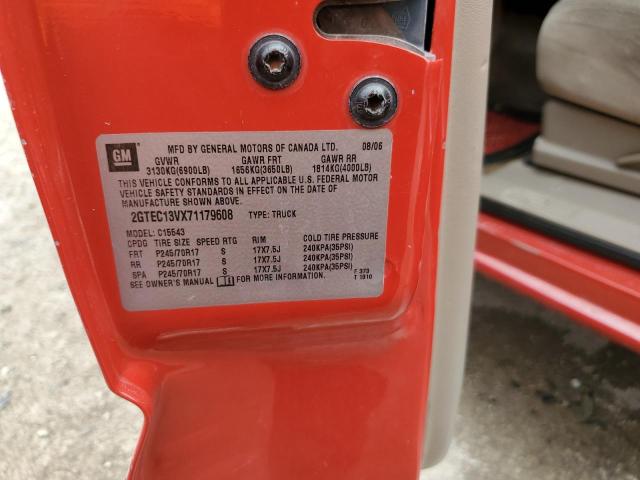 GM
MFD BY GENERAL MOTORS OF CANADA LTD. 08/06
GVWR GAWR FRT GAWR RR
3130KG(6900LB) 1656KG(3650LB) 1814KG(4000LB)
THIS VEHICLE CONFORMS TO ALL APPLICABLE U.S. FEDERAL MOTOR
VEHICLE SAFETY STANDARDS IN EFFECT ON THE DATE OF
MANUFACTURE SHOWN ABOVE.
2GTEC13VX71179608 TYPE: TRUCK
MODEL: C15543
CPDG TIRE SIZE SPEED RTG RIM COLD TIRE PRESSURE
FRT P245/70R17 S 17X7.5J 240KPA(35PSI)
RR P245/70R17 S 17X7.5J 240KPA(35PSI)
SPA P245/70R17 S 17X7.5J 240KPA(35PSI)
SEE OWNER'S MANUAL FOR MORE INFORMATION.
F 373
T 1910